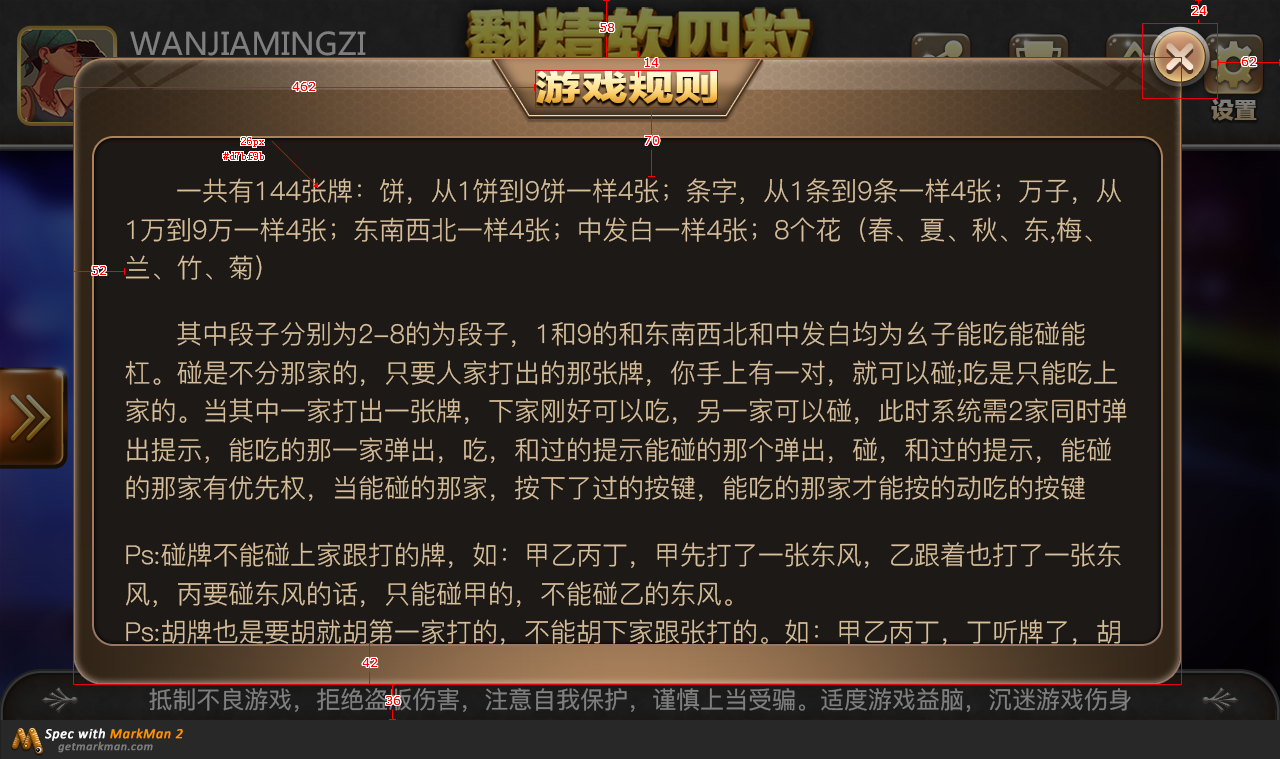 WANJIAMINGZI
翻精软四粒
58
24
14
游戏规则
62
462
设置
70
26px
一共有144张牌：饼，从1饼到9饼一样4张；条字，从1条到9条一样4张；万子，从
1万到9万一样4张；东南西北一样4张；中发白一样4张；8个花（春、夏、秋、东,梅、
52
兰、竹、菊）
其中段子分别为2-8的为段子，1和9的和东南西北和中发白均为幺子能吃能碰能
杠。碰是不分那家的，只要人家打出的那张牌，你手上有一对，就可以碰;吃是只能吃上
家的。当其中一家打出一张牌，下家刚好可以吃，另一家可以碰，此时系统需2家同时弹
出提示，能吃的那一家弹出，吃，和过的提示能碰的那个弹出，碰，和过的提示，能碰
的那家有优先权，当能碰的那家，按下了过的按键，能吃的那家才能按的动吃的按键
Ps:碰牌不能碰上家跟打的牌，如：甲乙丙丁，甲先打了一张东风，乙跟着也打了一张东
风，丙要碰东风的话，只能碰甲的，不能碰乙的东风。
Ps:胡牌也是要胡就胡第一家打的，不能胡下家跟张打的。如：甲乙丙丁，丁听牌了，胡
42
36
抵制不良游戏，拒绝盗版伤害，注意自我保护，谨慎上当受骗。适度游戏益脑，沉迷游戏伤身
Spec with MarkMan 2
getmarkman.com